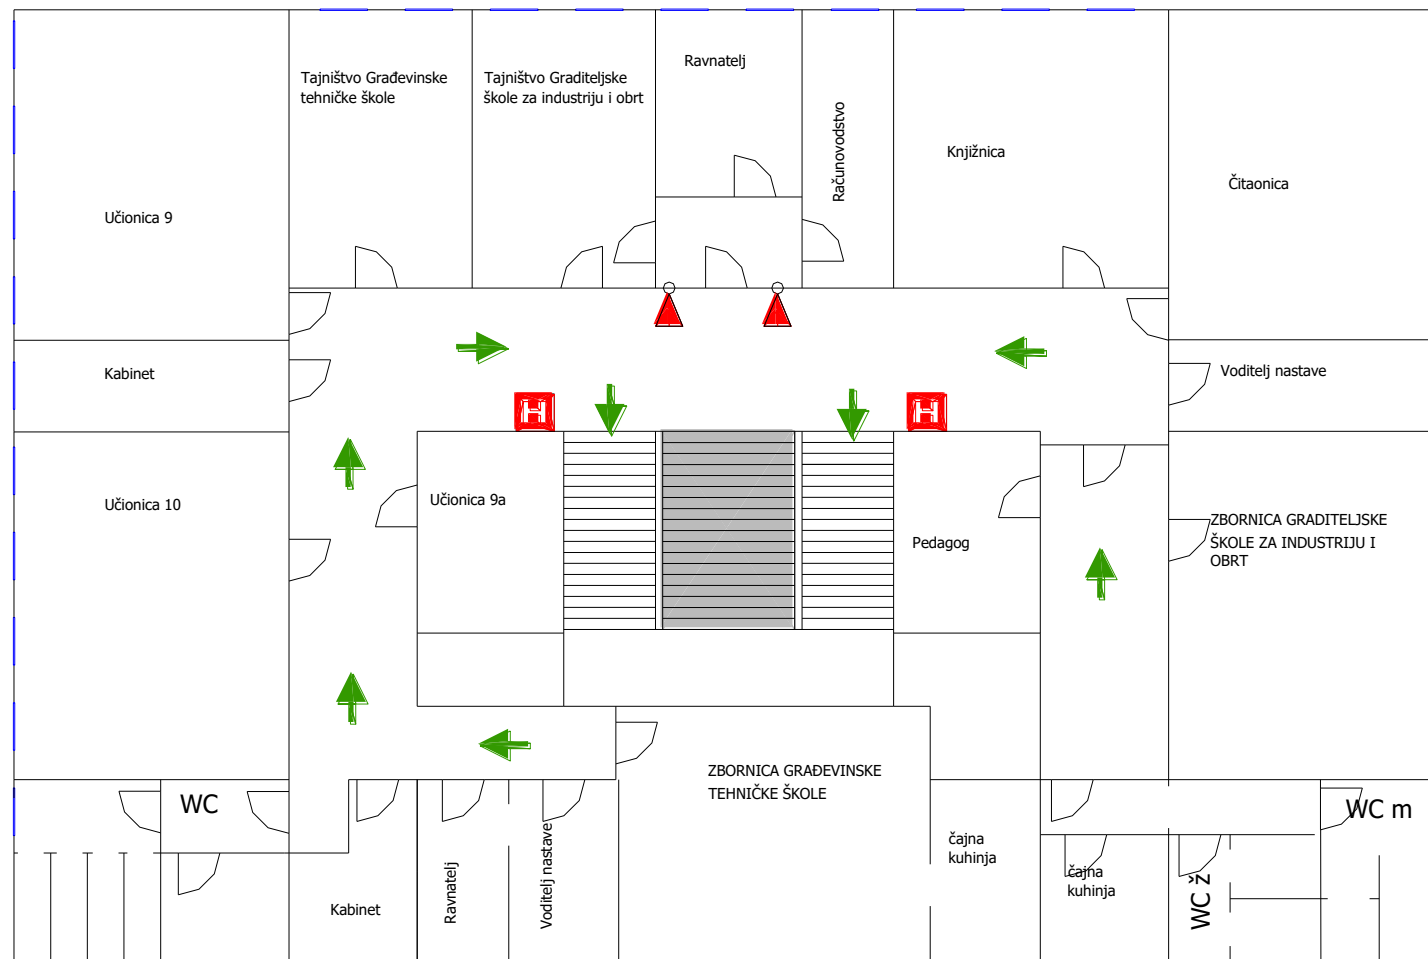 Ravnatelj
Tajništvo Građevinske
tehničke škole
Tajništvo Graditeljske
škole za industriju i obrt
Računovodstvo
Knjižnica
Čitaonica
Učionica 9
Kabinet
Voditelj nastave
H
H
Učionica 10
Učionica 9a
Pedagog
ZBORNICA GRADITELJSKE
ŠKOLE ZA INDUSTRIJU I
OBRT
ZBORNICA GRAĐEVINSKE
TEHNIČKE ŠKOLE
WC
WC m
čajna
kuhinja
čajna
kuhinja
Kabinet
Ravnatelj
Voditelj nastave
WC ž